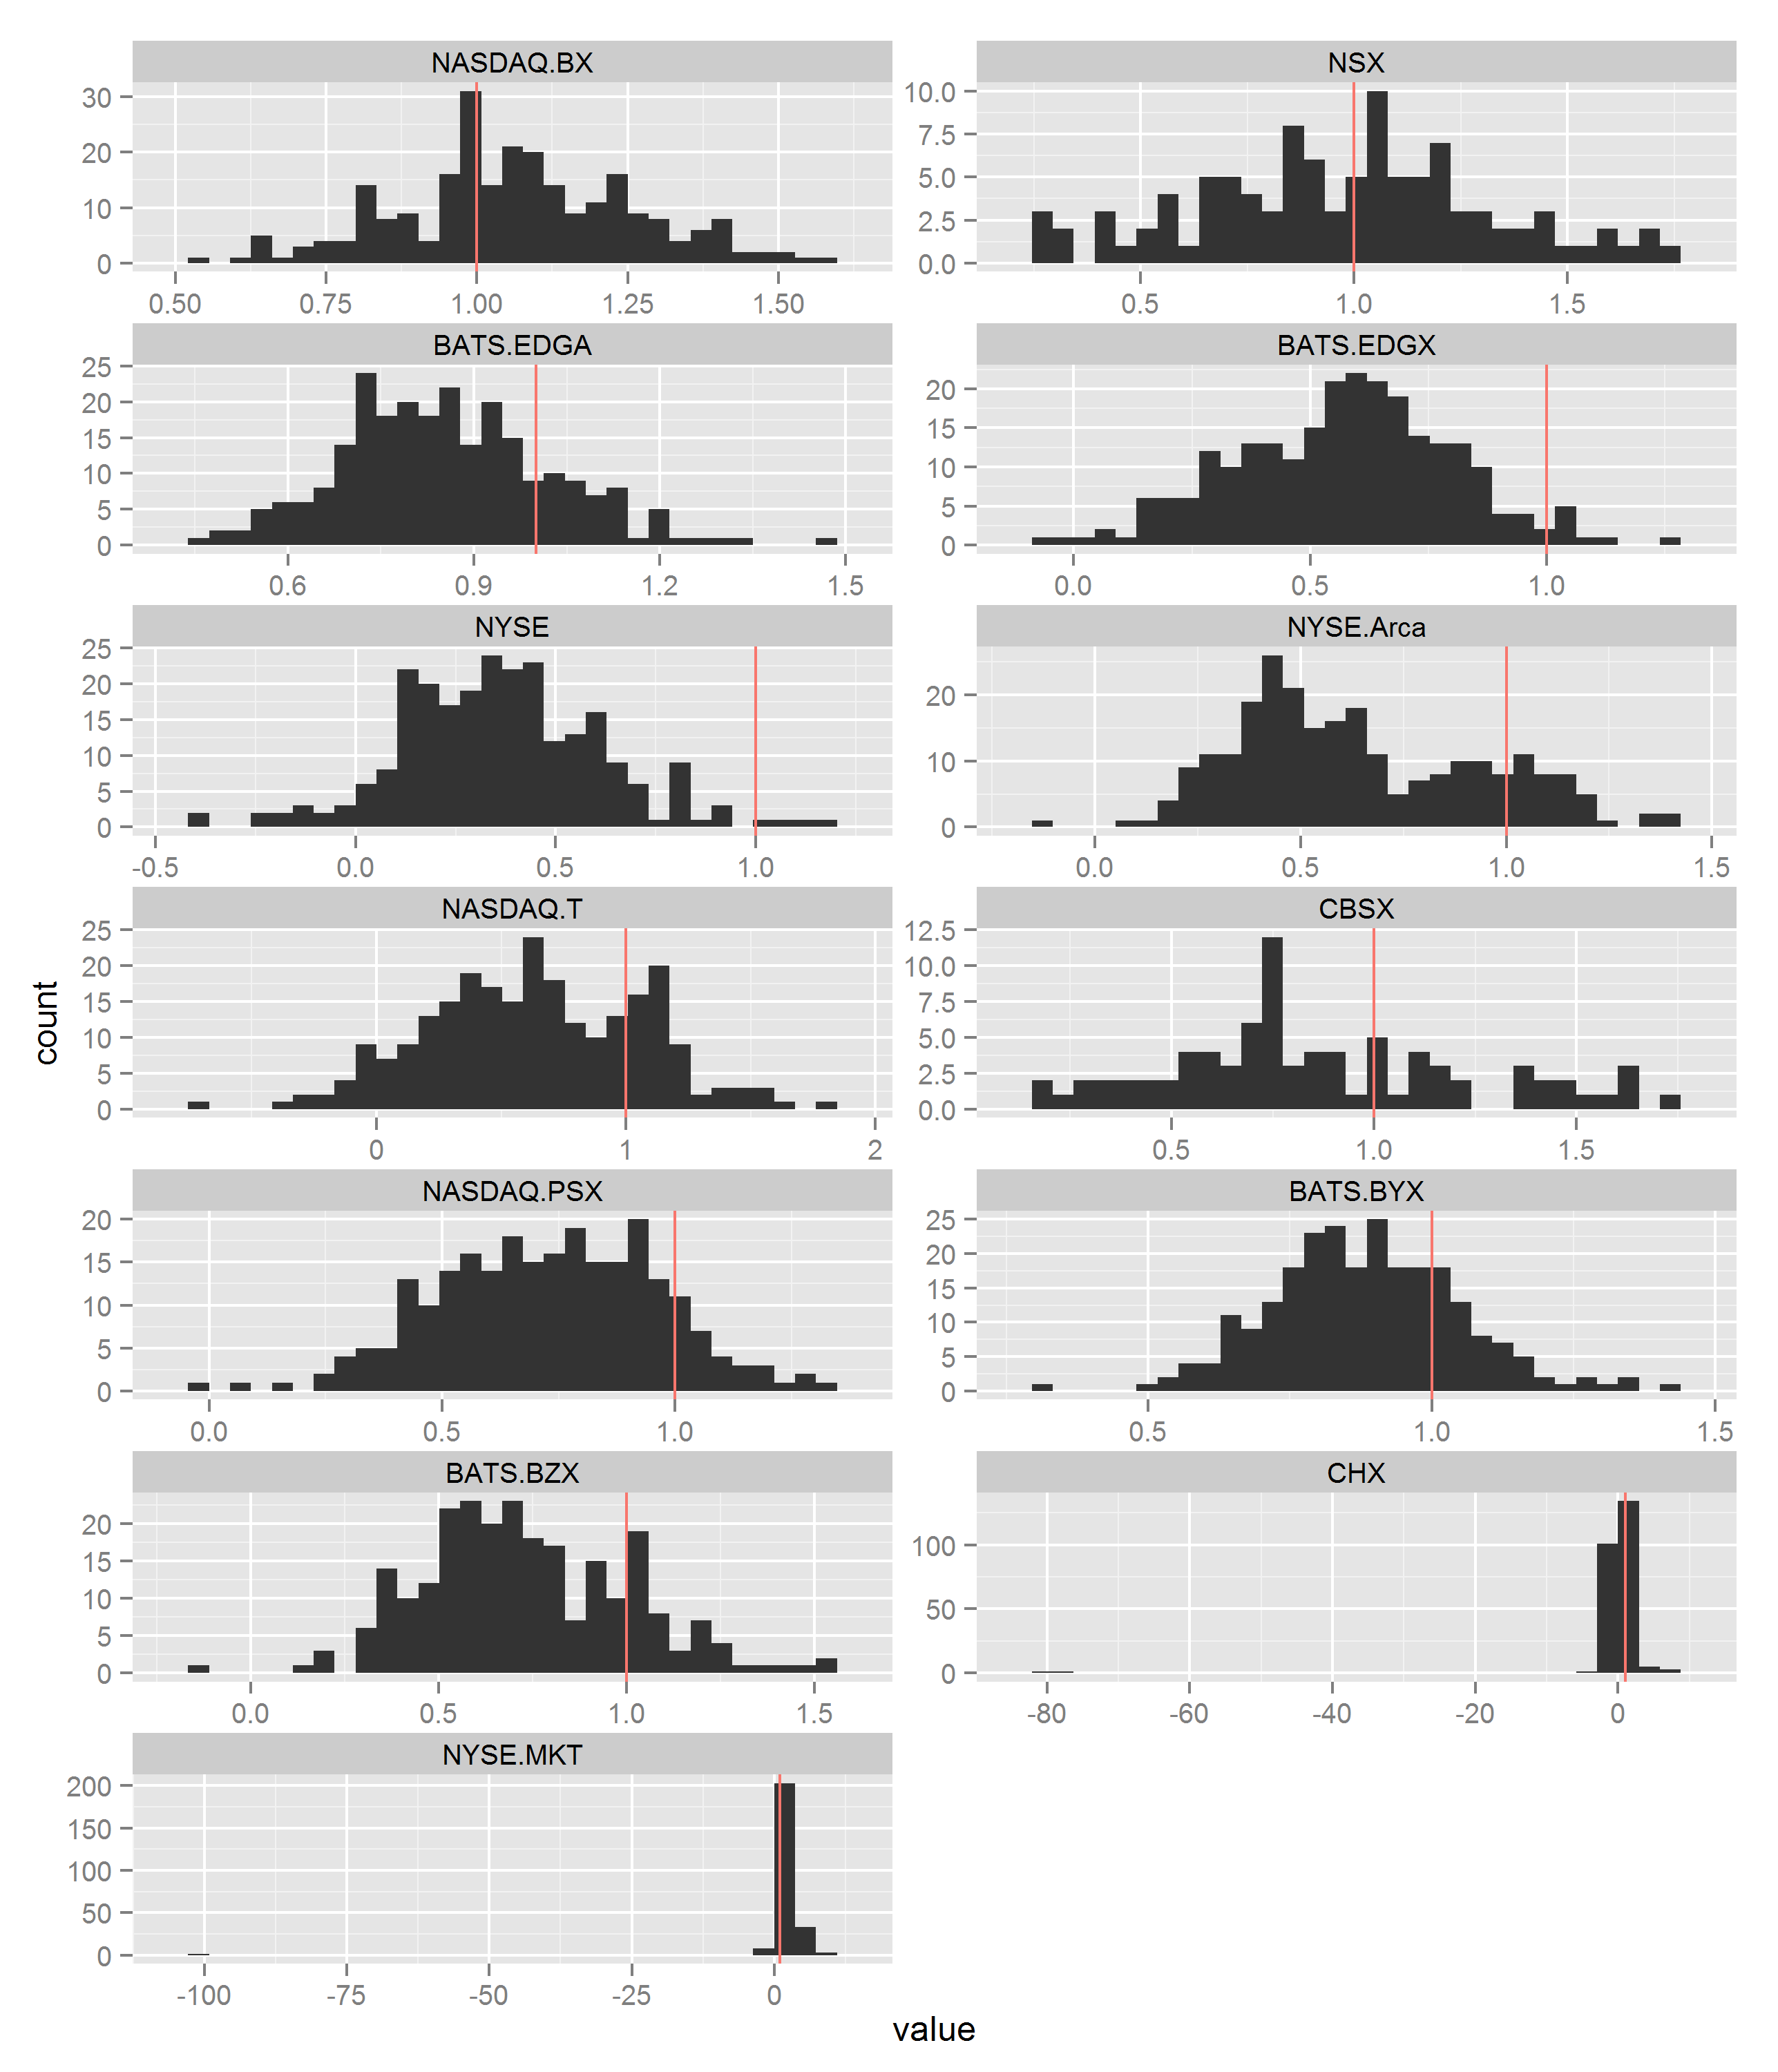 NASDAQ.BX
30
20
10
0
0.50 0.75 1.00 1.25 1.50
NSX
10.0
7.5
5.0
2.5
0.0
0.5 1.0 1.5
BATS.EDGA
25
20
15
10
5
0
0.6 0.9 1.2 1.5
BATS.EDGX
20
15
10
5
0
0.0 0.5 1.0
NYSE
25
20
15
10
5
0
-0.5 0.0 0.5 1.0
NYSE.Arca
20
10
0
0.0 0.5 1.0 1.5
count
NASDAQ.T
25
20
15
10
5
0
0 1 2
CBSX
12.5
10.0
7.5
5.0
2.5
0.0
0.5 1.0 1.5
NASDAQ.PSX
20
15
10
5
0
0.0 0.5 1.0
BATS.BYX
25
20
15
10
5
0
0.5 1.0 1.5
BATS.BZX
20
15
10
5
0
0.0 0.5 1.0 1.5
CHX
100
50
0
-80 -60 -40 -20 0
NYSE.MKT
200
150
100
50
0
-100 -75 -50 -25 0
value